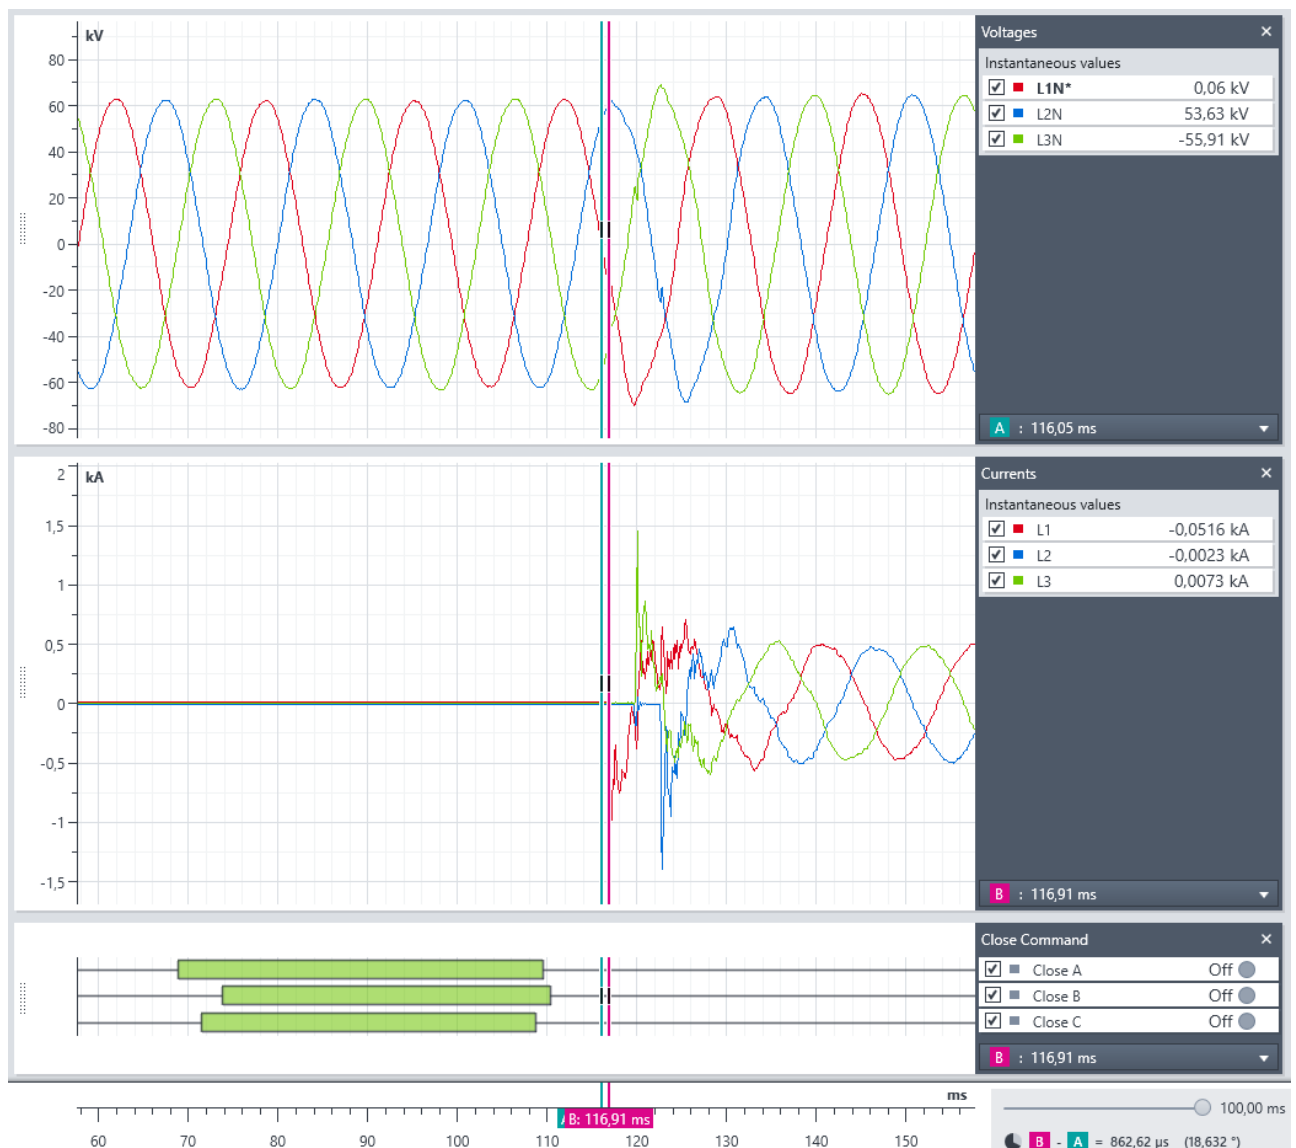 kV
80
60
40
20
0
-20
-40
-60
-80
Voltages ×
Instantaneous values
L1N* 0,06 kV
L2N 53,63 kV
L3N -55,91 kV
A : 116,05 ms
kA
2
1,5
1
0,5
0
-0,5
-1
-1,5
Currents ×
Instantaneous values
L1 -0,0516 kA
L2 -0,0023 kA
L3 0,0073 kA
B : 116,91 ms
Close Command ×
Close A Off
Close B Off
Close C Off
B : 116,91 ms
ms
B: 116,91 ms
60 70 80 90 100 110 120 130 140 150
100,00 ms
B - A = 862,62 µs (18,632 °)